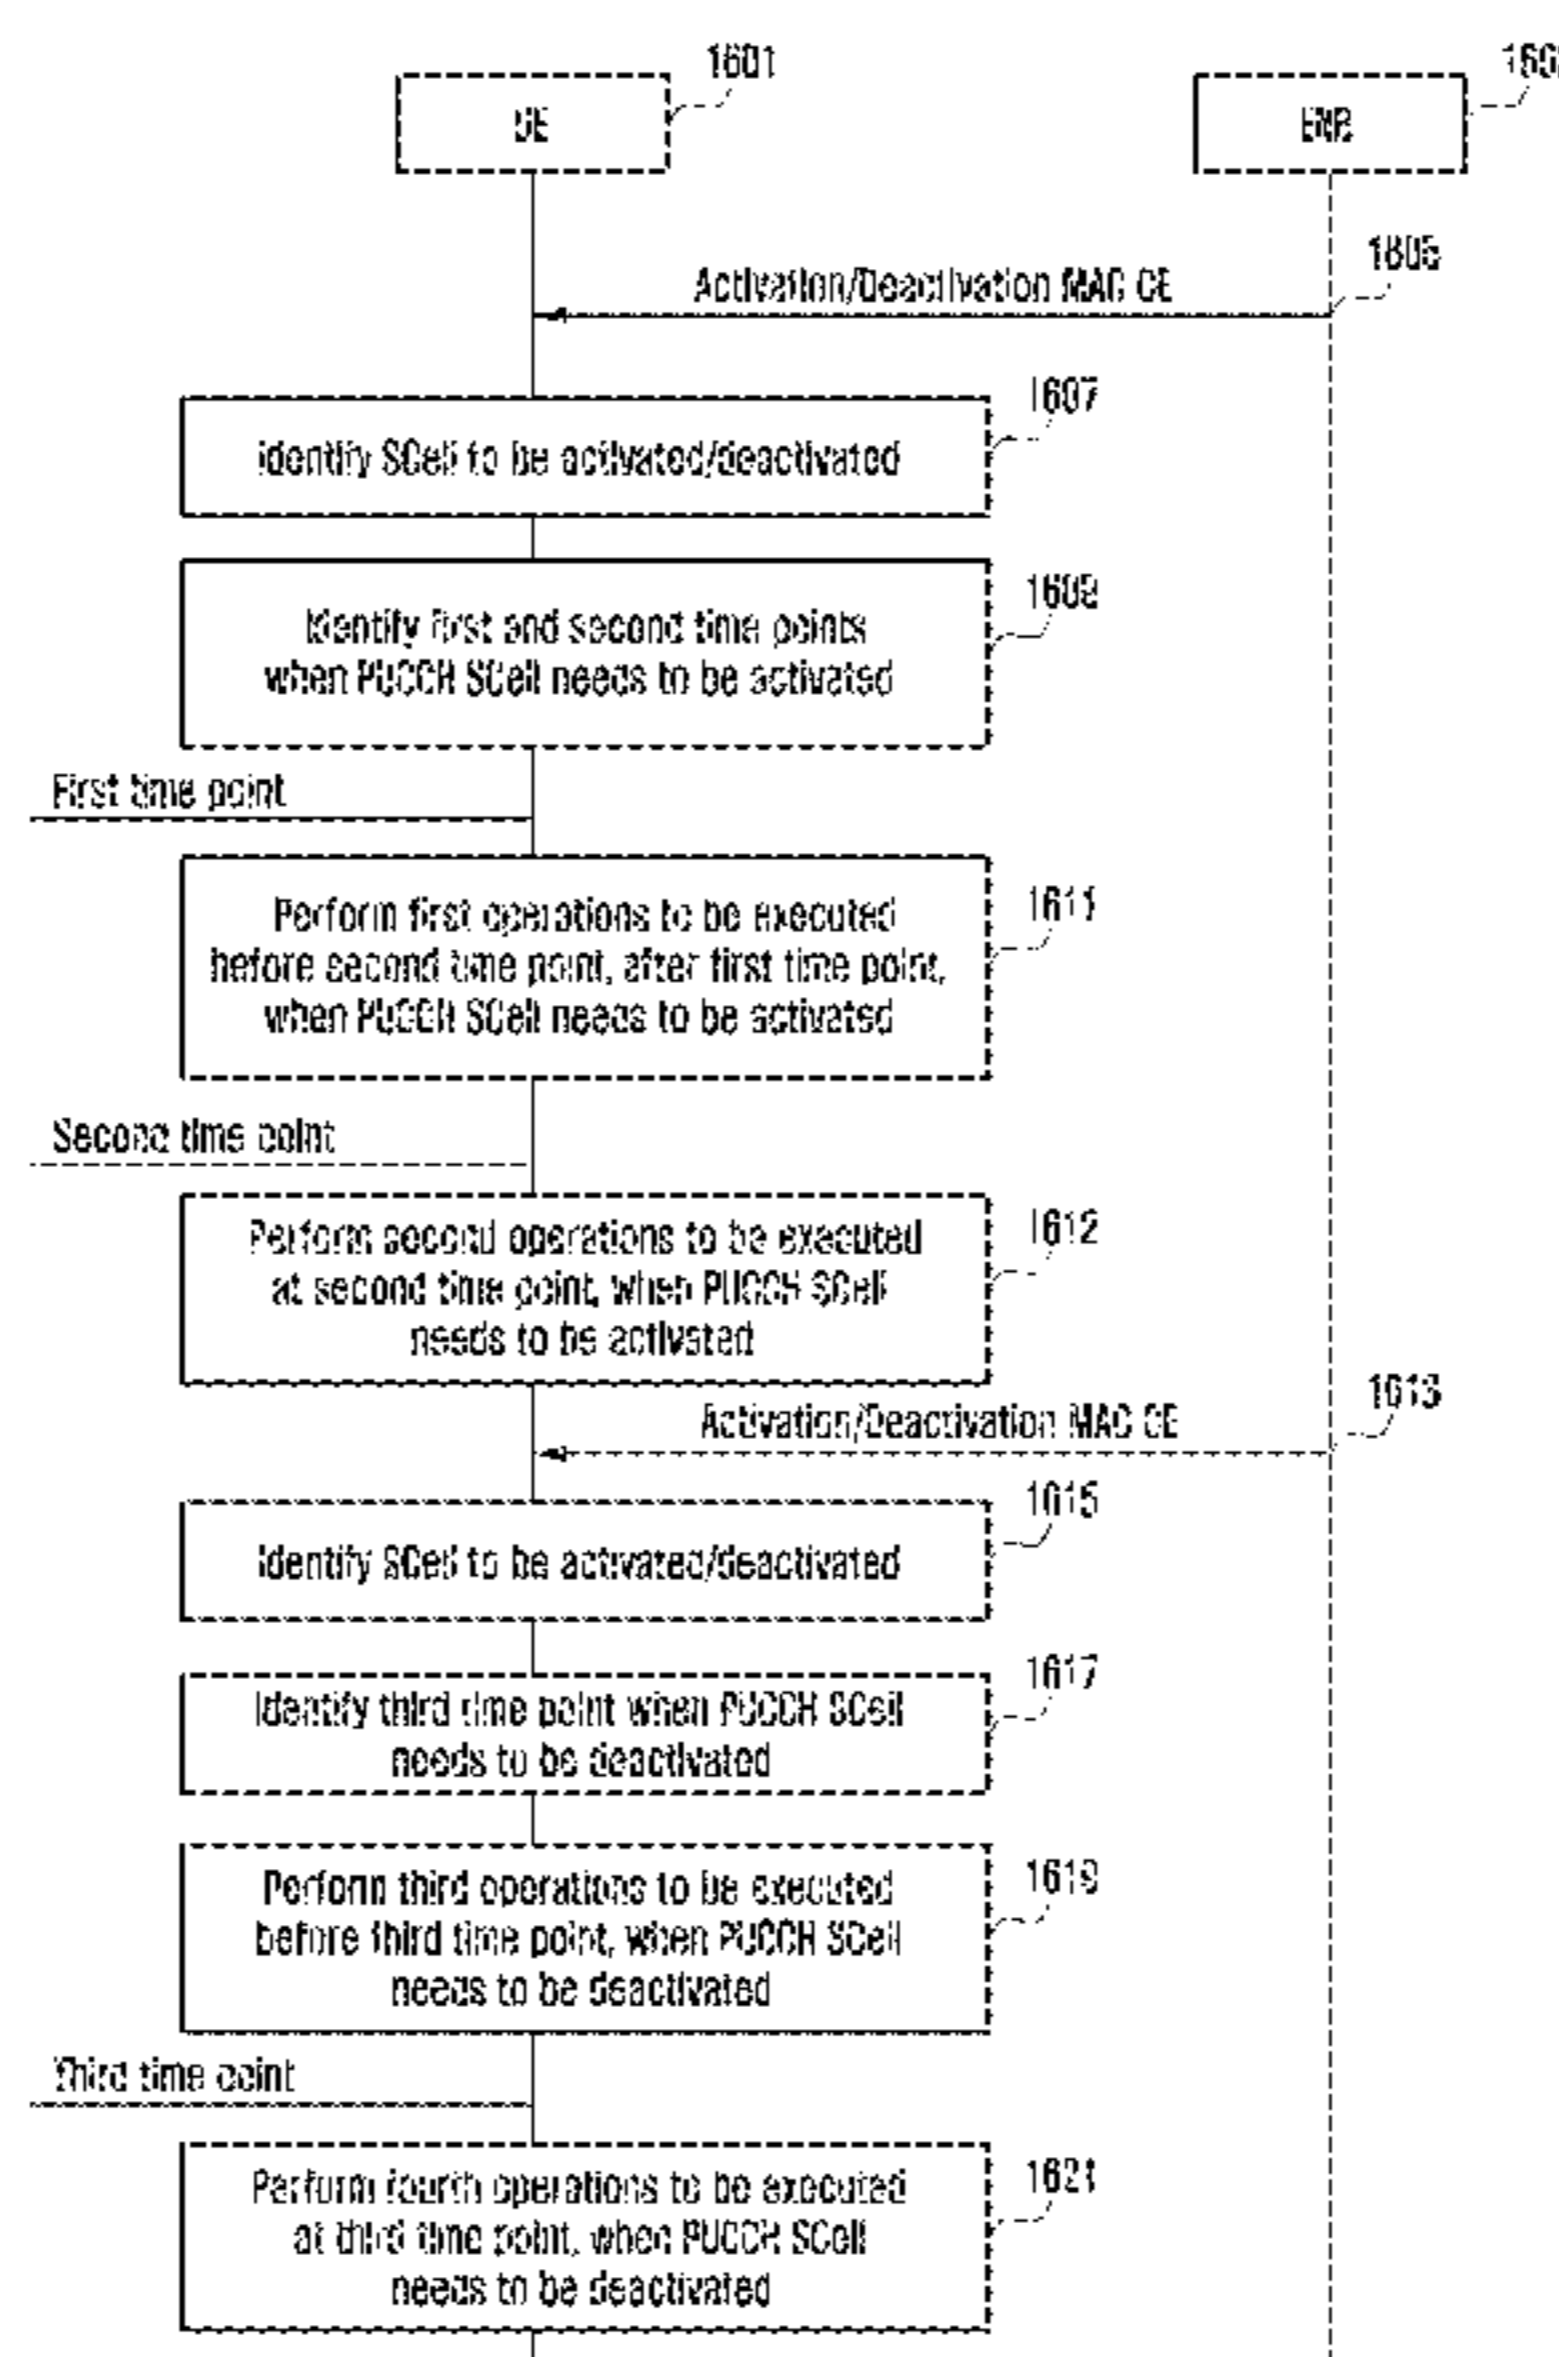 1601
UE
ENB
Activation/Deactivation MAC CE
1605
1607
Identify SCell to be activated/deactivated
1609
Identify first and second time points
when PUCCH SCell needs to be activated
First time point
1611
Perform first operations to be executed
before second time point, after first time point,
when PUCCH SCell needs to be activated
Second time point
1612
Perform second operations to be executed
at second time point, when PUCCH SCell
needs to be activated
1613
Activation/Deactivation MAC CE
1615
Identify SCell to be activated/deactivated
1617
Identify third time point when PUCCH SCell
needs to be deactivated
1619
Perform third operations to be executed
before third time point, when PUCCH SCell
needs to be deactivated
Third time point
1621
Perform fourth operations to be executed
at third time point, when PUCCH SCell
needs to be deactivated